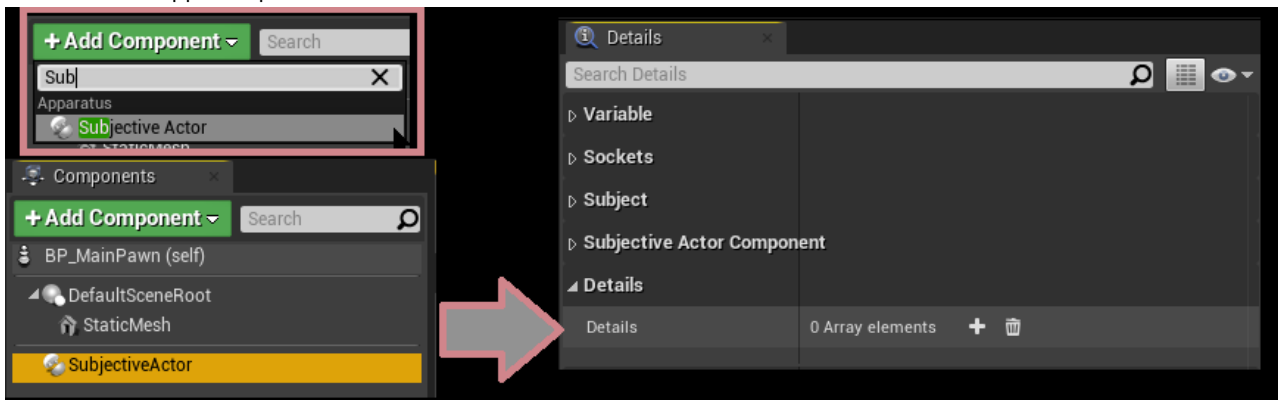 + Add Component
Search
Sub
Apparatus
Subjective Actor
StaticMesh
Components
+ Add Component
Search
BP_MainPawn (self)
DefaultSceneRoot
StaticMesh
SubjectiveActor
Details
Search Details
Variable
Sockets
Subject
Subjective Actor Component
Details
Details 0 Array elements